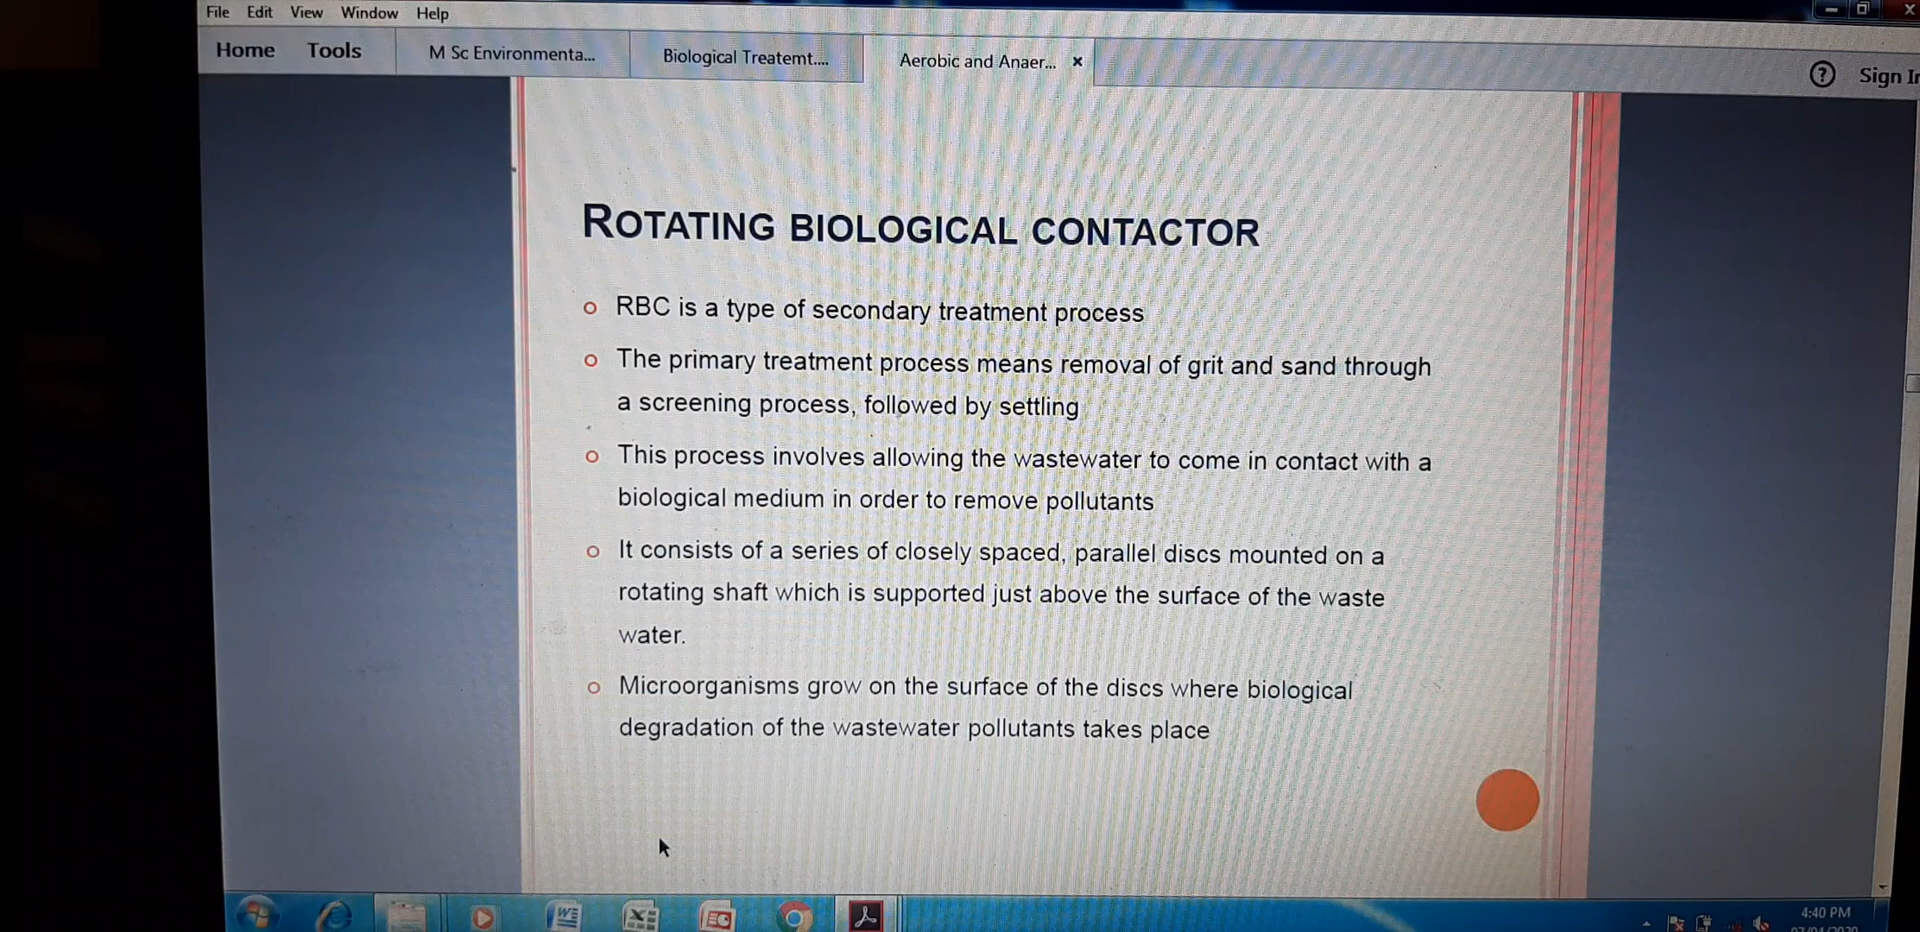 File Edit View Window Help
Home Tools M Sc Environmenta... Biological Treatemt.... Aerobic and Anaer... ×
? Sign In
ROTATING BIOLOGICAL CONTACTOR
RBC is a type of secondary treatment process
The primary treatment process means removal of grit and sand through
a screening process, followed by settling
This process involves allowing the wastewater to come in contact with a
biological medium in order to remove pollutants
It consists of a series of closely spaced, parallel discs mounted on a
rotating shaft which is supported just above the surface of the waste
water.
Microorganisms grow on the surface of the discs where biological
degradation of the wastewater pollutants takes place
4:40 PM